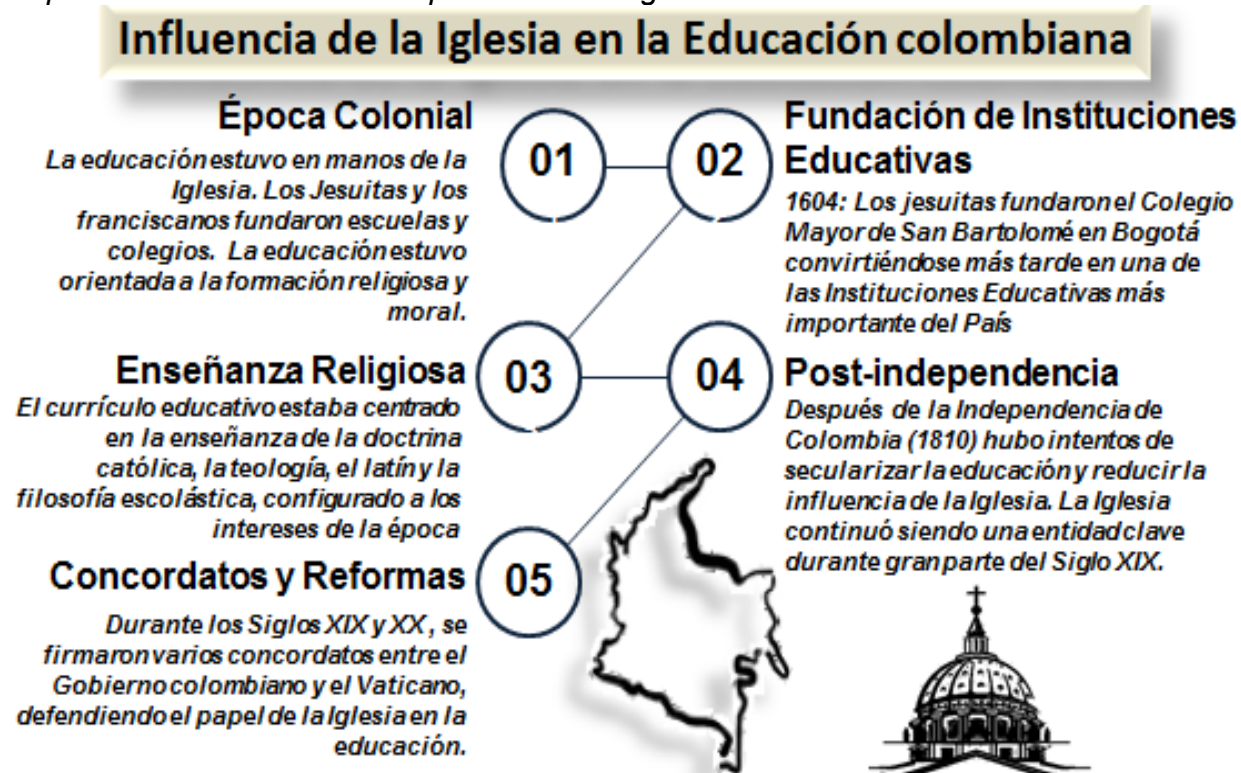 Influencia de la Iglesia en la Educación colombiana
Época Colonial
La educación estuvo en manos de la
Iglesia. Los Jesuitas y los
franciscanos fundaron escuelas y
colegios. La educación estuvo
orientada a la formación religiosa y
moral.
01
02
Fundación de Instituciones
Educativas
1604: Los jesuitas fundaron el Colegio
Mayor de San Bartolomé en Bogotá
convirtiéndose más tarde en una de
las Instituciones Educativas más
importante del País
Enseñanza Religiosa
El currículo educativo estaba centrado
en la enseñanza de la doctrina
católica, la teología, el latín y la
filosofía escolástica, configurado a los
intereses de la época
03
04
Post-independencia
Después de la Independencia de
Colombia (1810) hubo intentos de
secularizar la educación y reducir la
influencia de la Iglesia. La Iglesia
continuó siendo una entidad clave
durante gran parte del Siglo XIX.
Concordatos y Reformas
05
Durante los Siglos XIX y XX , se
firmaron varios concordatos entre el
Gobierno colombiano y el Vaticano,
defendiendo el papel de la Iglesia en la
educación.